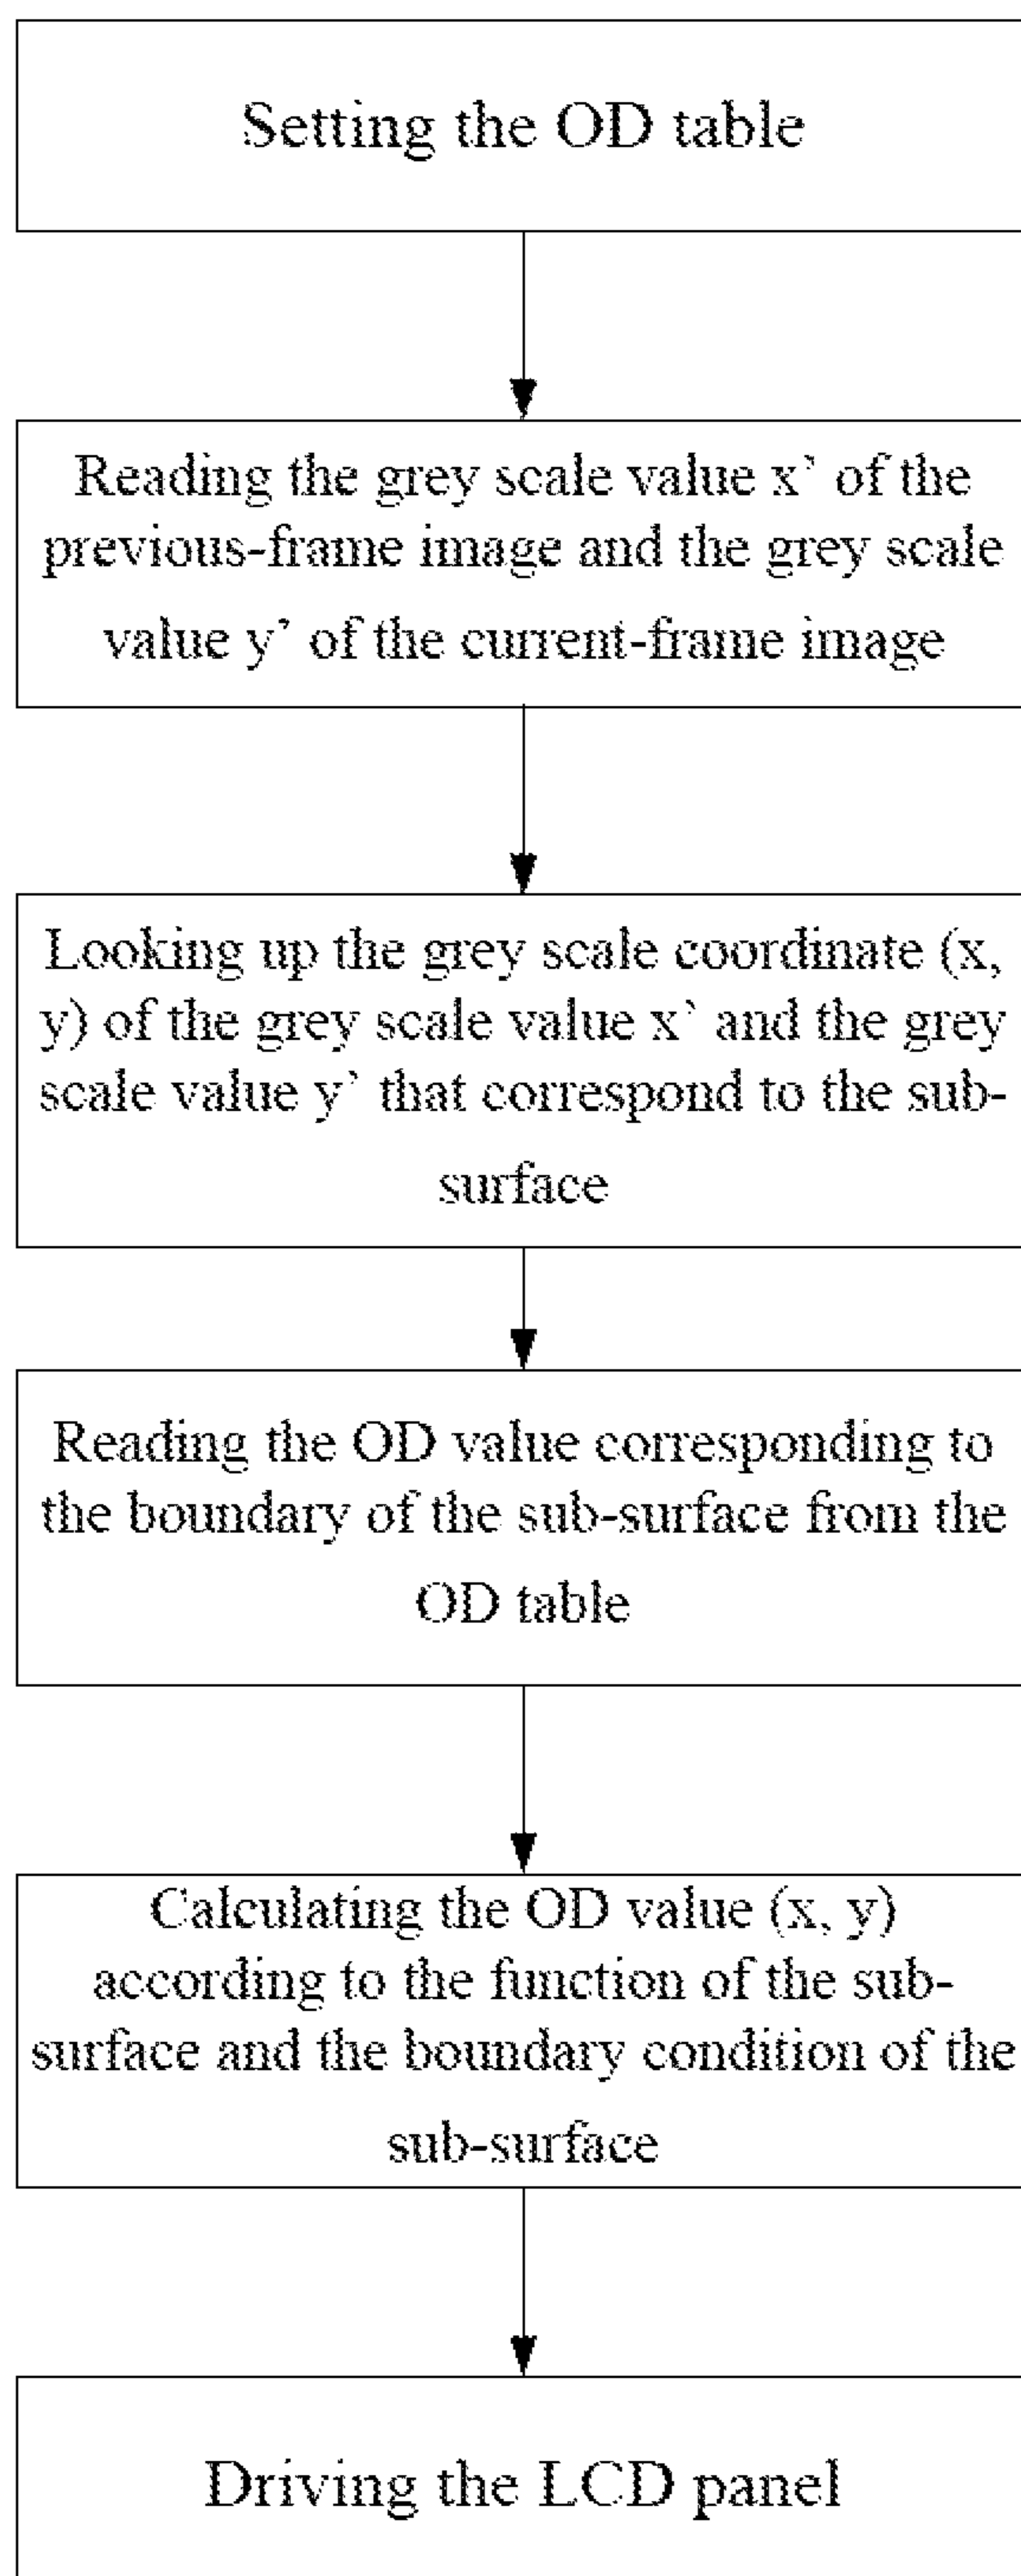 Setting the OD table
Reading the grey scale value x` of the
previous-frame image and the grey scale
value y’ of the current-frame image
Looking up the grey scale coordinate (x,
y) of the grey scale value x` and the grey
scale value y` that correspond to the sub-
surface
Reading the OD value corresponding to
the boundary of the sub-surface from the
OD table
Calculating the OD value (x, y)
according to the function of the sub-
surface and the boundary condition of the
sub-surface
Driving the LCD panel